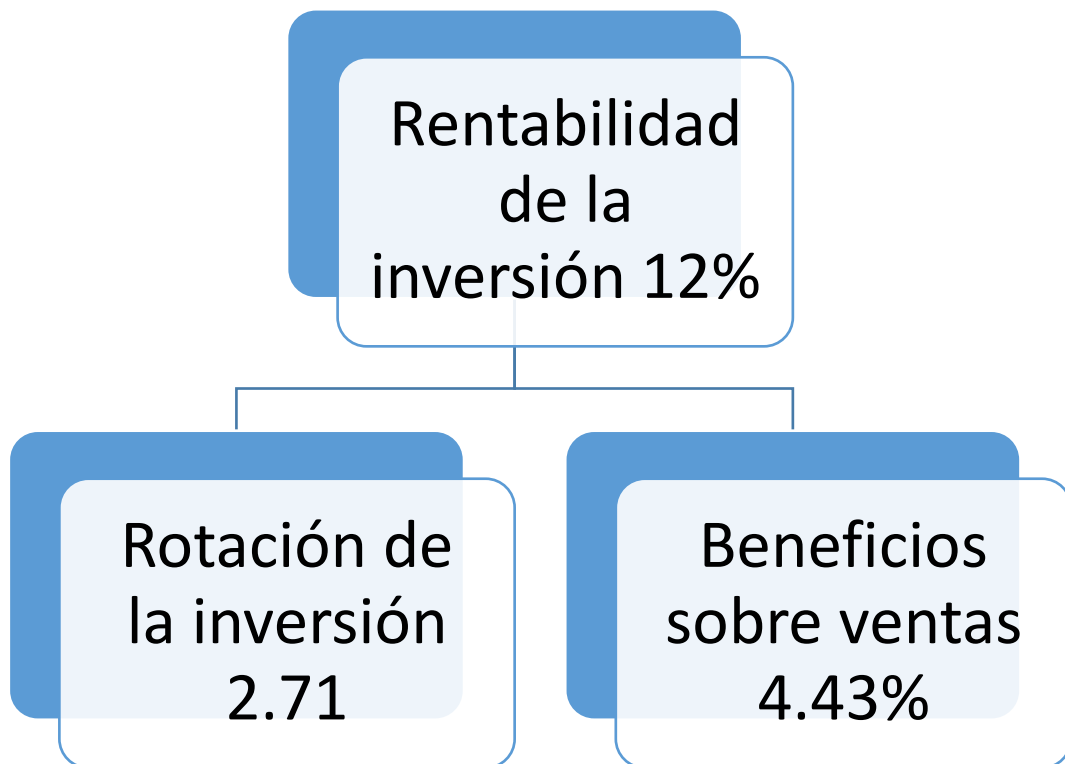 Rentabilidad
de la
inversión 12%
Rotación de
la inversión
2.71
Beneficios
sobre ventas
4.43%